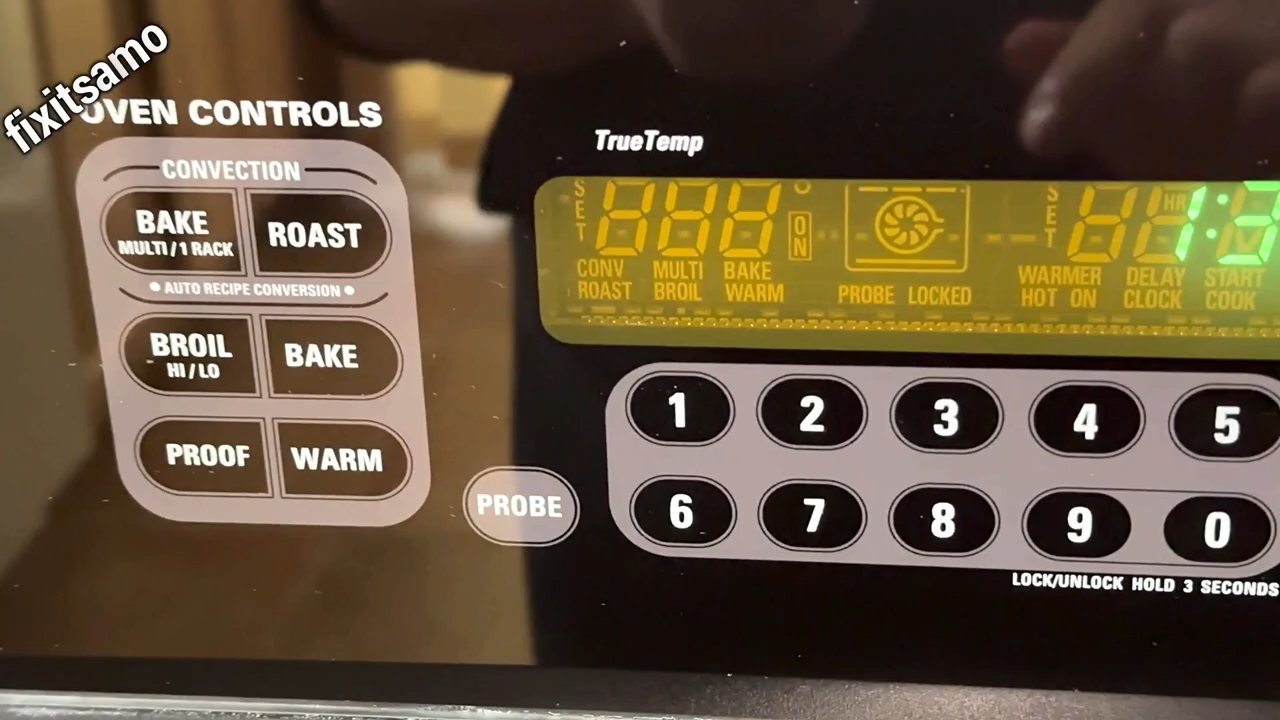 fixitsamo
OVEN CONTROLS
CONVECTION
BAKE
MULTI / 1 RACK
ROAST
AUTO RECIPE CONVERSION
BROIL
HI / LO
BAKE
PROOF
WARM
PROBE
TrueTemp
SET
888°
ON
CONV MULTI BAKE
ROAST BROIL WARM
PROBE LOCKED
SET
HR
WARMER DELAY START
HOT ON CLOCK COOK
1 2 3 4 5
6 7 8 9 0
LOCK/UNLOCK HOLD 3 SECONDS